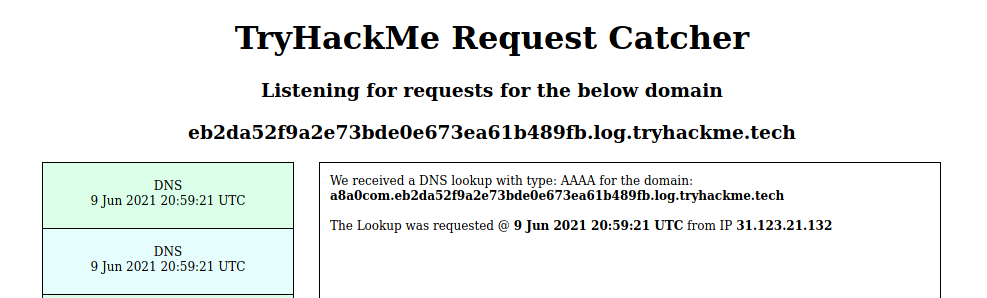 TryHackMe Request Catcher
Listening for requests for the below domain
eb2da52f9a2e73bde0e673ea61b489fb.log.tryhackme.tech
DNS
9 Jun 2021 20:59:21 UTC
DNS
9 Jun 2021 20:59:21 UTC
We received a DNS lookup with type: AAAA for the domain:
a8a0com.eb2da52f9a2e73bde0e673ea61b489fb.log.tryhackme.tech
The Lookup was requested @ 9 Jun 2021 20:59:21 UTC from IP 31.123.21.132